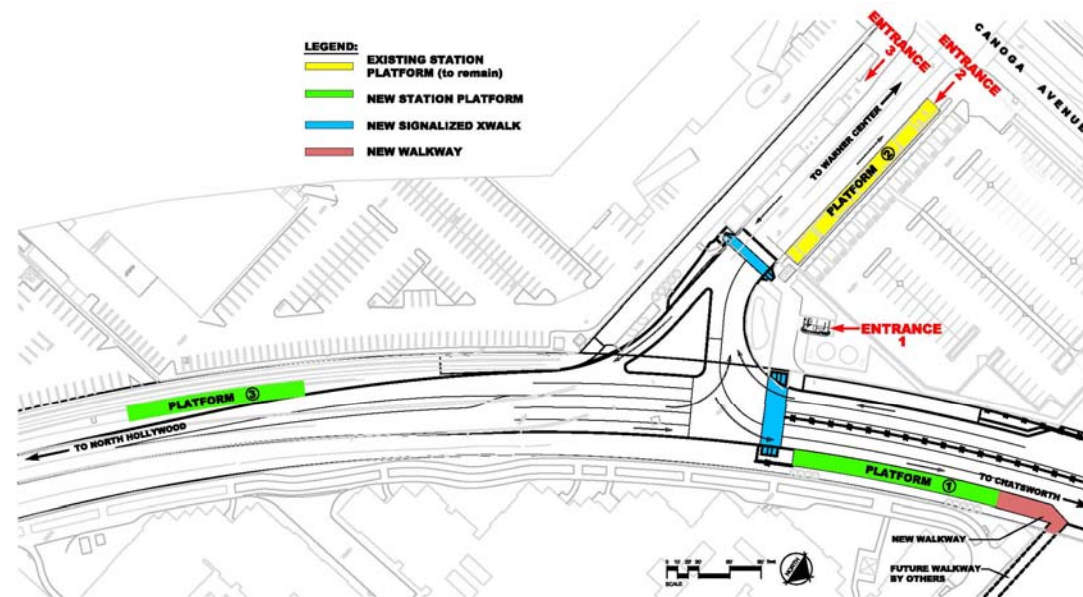 LEGEND:
EXISTING STATION
PLATFORM (to remain)
NEW STATION PLATFORM
NEW SIGNALIZED XWALK
NEW WALKWAY
ENTRANCE
3
ENTRANCE
2
CANOGA AVENUE
TO WARNER CENTER
PLATFORM ②
ENTRANCE
1
PLATFORM ③
TO NORTH HOLLYWOOD
PLATFORM ①
TO CHATSWORTH
NEW WALKWAY
FUTURE WALKWAY
BY OTHERS
SCALE
NORTH